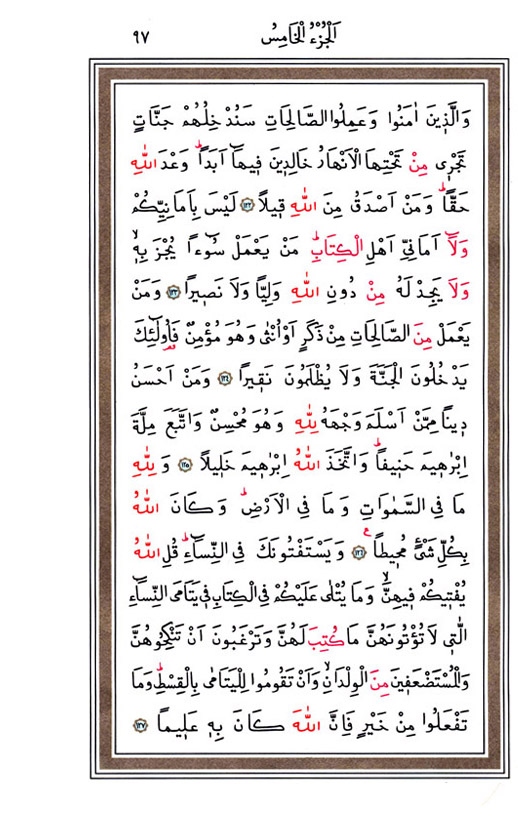 اَلْجُزْءُ الْخَامِسُ ٩٧
وَالَّذ۪ينَ اٰمَنُوا وَعَمِلُوا الصَّالِحَاتِ سَنُدْخِلُهُمْ جَنَّاتٍ
تَجْر۪ى مِنْ تَحْتِهَا الْاَنْهَارُ خَالِد۪ينَ ف۪يهَٓا اَبَدًاۜ وَعْدَ اللّٰهِ
حَقًّاۜ وَمَنْ اَصْدَقُ مِنَ اللّٰهِ ق۪يلًا ﴿١٢٢﴾ لَيْسَ بِاَمَانِيِّكُمْ
وَلَٓا اَمَانِيِّ اَهْلِ الْكِتَابِۜ مَنْ يَعْمَلْ سُٓوءًا يُجْزَ بِه۪ۙ
وَلَا يَجِدْ لَهُ مِنْ دُونِ اللّٰهِ وَلِيًّا وَلَا نَص۪يرًا ﴿١٢٣﴾ وَمَنْ
يَعْمَلْ مِنَ الصَّالِحَاتِ مِنْ ذَكَرٍ اَوْ اُنْثٰى وَهُوَ مُؤْمِنٌ فَاُو۬لٰٓئِكَ
يَدْخُلُونَ الْجَنَّةَ وَلَا يُظْلَمُونَ نَق۪يرًا ﴿١٢٤﴾ وَمَنْ اَحْسَنُ
د۪ينًا مِمَّنْ اَسْلَمَ وَجْهَهُ لِلّٰهِ وَهُوَ مُحْسِنٌ وَاتَّبَعَ مِلَّةَ
اِبْرٰه۪يمَ حَن۪يفًاۜ وَاتَّخَذَ اللّٰهُ اِبْرٰه۪يمَ خَل۪يلًا ﴿١٢٥﴾ وَلِلّٰهِ
مَا فِي السَّمٰوَاتِ وَمَا فِي الْاَرْضِۜ وَكَانَ اللّٰهُ
بِكُلِّ شَيْءٍ مُح۪يطًا۟ ﴿١٢٦﴾ وَيَسْتَفْتُونَكَ فِي النِّسَٓاءِۜ قُلِ اللّٰهُ
يُفْت۪يكُمْ ف۪يهِنَّۙ وَمَا يُتْلٰى عَلَيْكُمْ فِي الْكِتَابِ ف۪ي يَتَامَى النِّسَٓاءِ
الّٰت۪ي لَا تُؤْتُونَهُنَّ مَا كُتِبَ لَهُنَّ وَتَرْغَبُونَ اَنْ تَنْكِحُوهُنَّ
وَالْمُسْتَضْعَف۪ينَ مِنَ الْوِلْدَانِۙ وَاَنْ تَقُومُوا لِلْيَتَامٰى بِالْقِسْطِۜ وَمَا
تَفْعَلُوا مِنْ خَيْرٍ فَاِنَّ اللّٰهَ كَانَ بِه۪ عَل۪يمًا ﴿١٢٧﴾